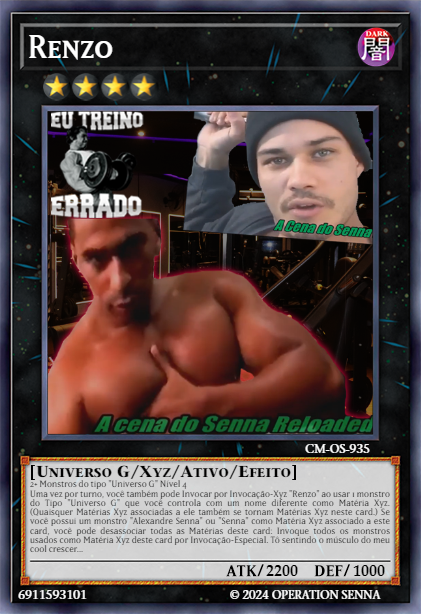 Renzo
DARK
闇
EU TREINO
ERRADO
A Cena do Senna
A cena do Senna Reloaded
CM-OS-935
[Universo G/Xyz/Ativo/Efeito]
2+ Monstros do tipo "Universo G" Nível 4
Uma vez por turno, você também pode Invocar por Invocação-Xyz "Renzo" ao usar 1 monstro
do Tipo "Universo G" que você controla com um nome diferente como Matéria Xyz.
(Quaisquer Matérias Xyz associadas a ele também se tornam Matérias Xyz neste card.) Se
você possui um monstro "Alexandre Senna" ou "Senna" como Matéria Xyz associado a este
card, você pode desassociar todas as Matérias deste card; Invoque todos os monstros
usados como Matéria Xyz deste card por Invocação-Especial. Tô sentindo o músculo do meu
cool crescer...
ATK/2200 DEF/1000
6911593101
© 2024 OPERATION SENNA